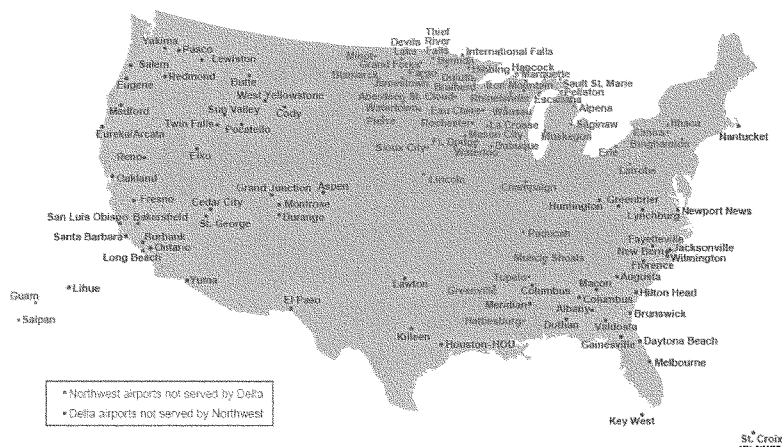 Yakima
Pasco
Lewiston
Salem
Redmond
Eugene
Butte
West Yellowstone
Medford
Sun Valley
Cody
Twin Falls
Pocatello
Eureka/Arcata
Reno
Elko
Oakland
Fresno
Cedar City
Grand Junction
Aspen
Montrose
Durango
St. George
San Luis Obispo
Bakersfield
Santa Barbara
Burbank
Ontario
Long Beach
Yuma
El Paso
Lihue
Guam
Saipan
Devils
Lake
Thief
River
Falls
International Falls
Minot
Grand Forks
Bemidji
Hibbing
Hancock
Bismarck
Fargo
Duluth
Marquette
Jamestown
Brainerd
Iron Mountain
Sault St. Marie
Pellston
Aberdeen
St. Cloud
Rhinelander
Escanaba
Watertown
Eau Claire
Wausau
Alpena
Pierre
Rochester
La Crosse
Saginaw
Mason City
Muskegon
Sioux City
Ft. Dodge
Dubuque
Waterloo
Lincoln
Champaign
Ithaca
Elmira
Binghamton
Erie
Nantucket
Latrobe
Greenbrier
Huntington
Lynchburg
Newport News
Paducah
Fayetteville
Jacksonville
New Bern
Wilmington
Muscle Shoals
Florence
Tupelo
Augusta
Greenville
Columbus
Macon
Columbus
Hilton Head
Meridian
Albany
Brunswick
Hattiesburg
Dothan
Valdosta
Lawton
Killeen
Houston-HOU
Gainesville
Daytona Beach
Melbourne
Key West
St. Croix
Northwest airports not served by Delta
Delta airports not served by Northwest